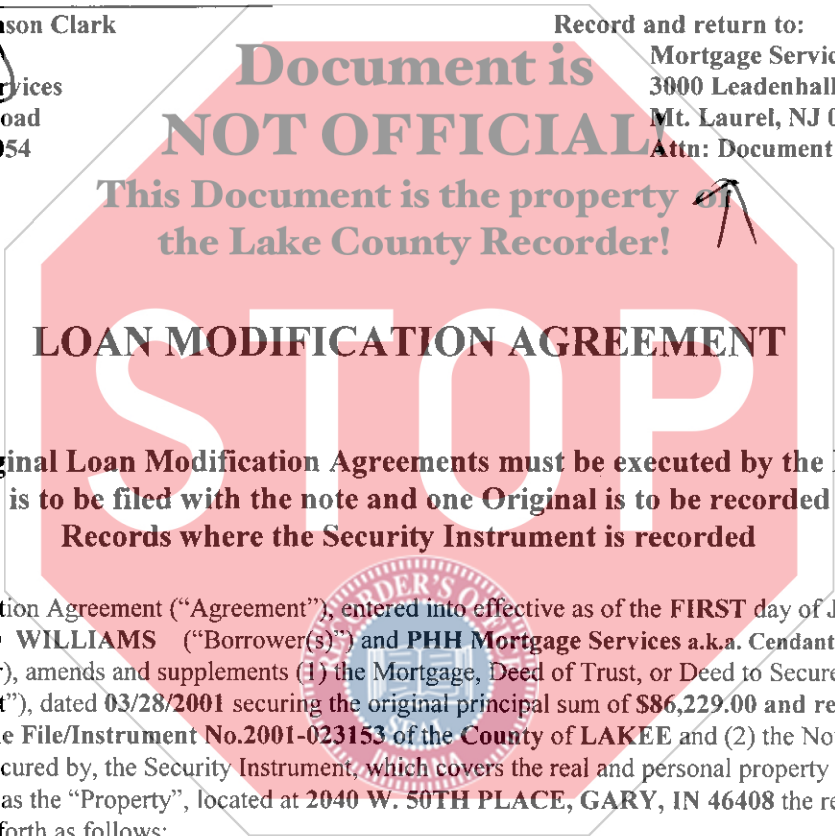 nson Clark
Record and return to:
Mortgage Servic
rvices
3000 Leadenhall
oad
Mt. Laurel, NJ 0
054
Attn: Document
Document is
NOT OFFICIAL!
This Document is the property of
the Lake County Recorder!
LOAN MODIFICATION AGREEMENT
STOP
ginal Loan Modification Agreements must be executed by the
is to be filed with the note and one Original is to be recorded
Records where the Security Instrument is recorded
tion Agreement (“Agreement”), entered into effective as of the FIRST day of J
WILLIAMS (“Borrower(s)”) and PHH Mortgage Services a.k.a. Cendant
r), amends and supplements (1) the Mortgage, Deed of Trust, or Deed to Secure
t”), dated 03/28/2001 securing the original principal sum of $86,229.00 and re
e File/Instrument No.2001-023153 of the County of LAKEE and (2) the No
cured by, the Security Instrument, which covers the real and personal property
as the “Property”, located at 2040 W. 50TH PLACE, GARY, IN 46408 the re
forth as follows:
RECORDER'S OFFICE
SEAL